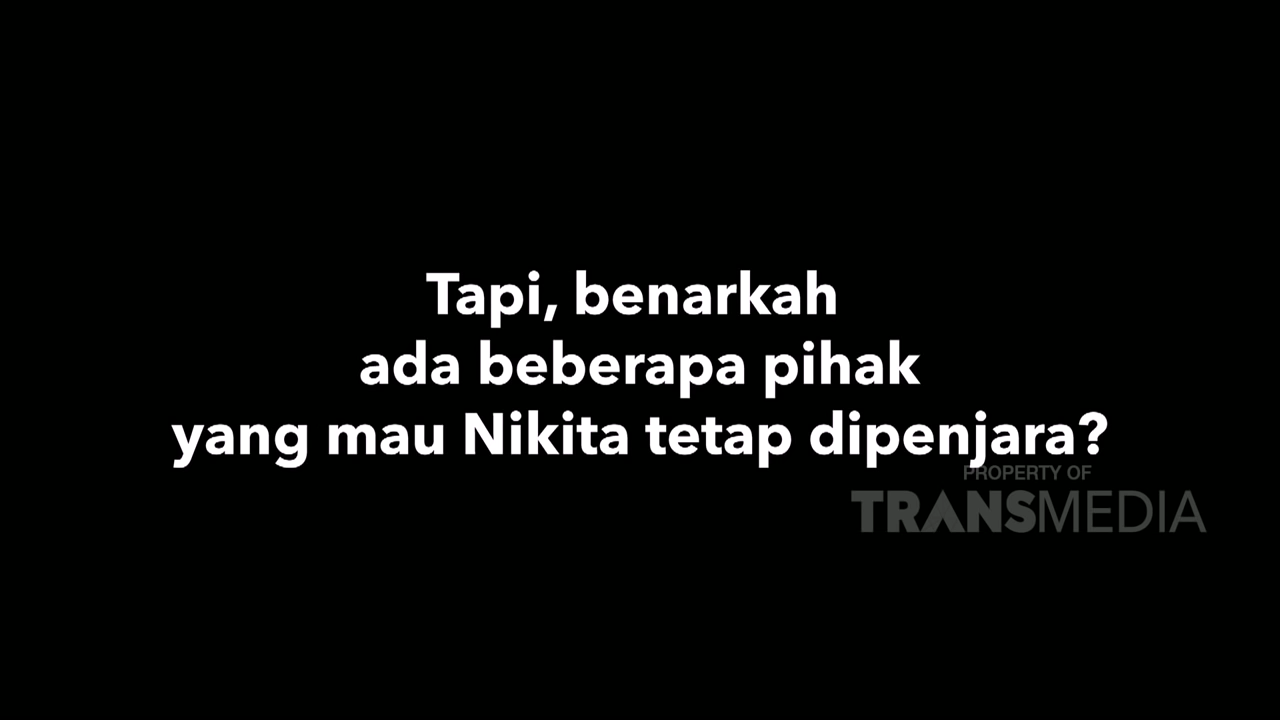 Tapi, benarkah
ada beberapa pihak
yang mau Nikita tetap dipenjara?
PROPERTY OF
TRANSMEDIA